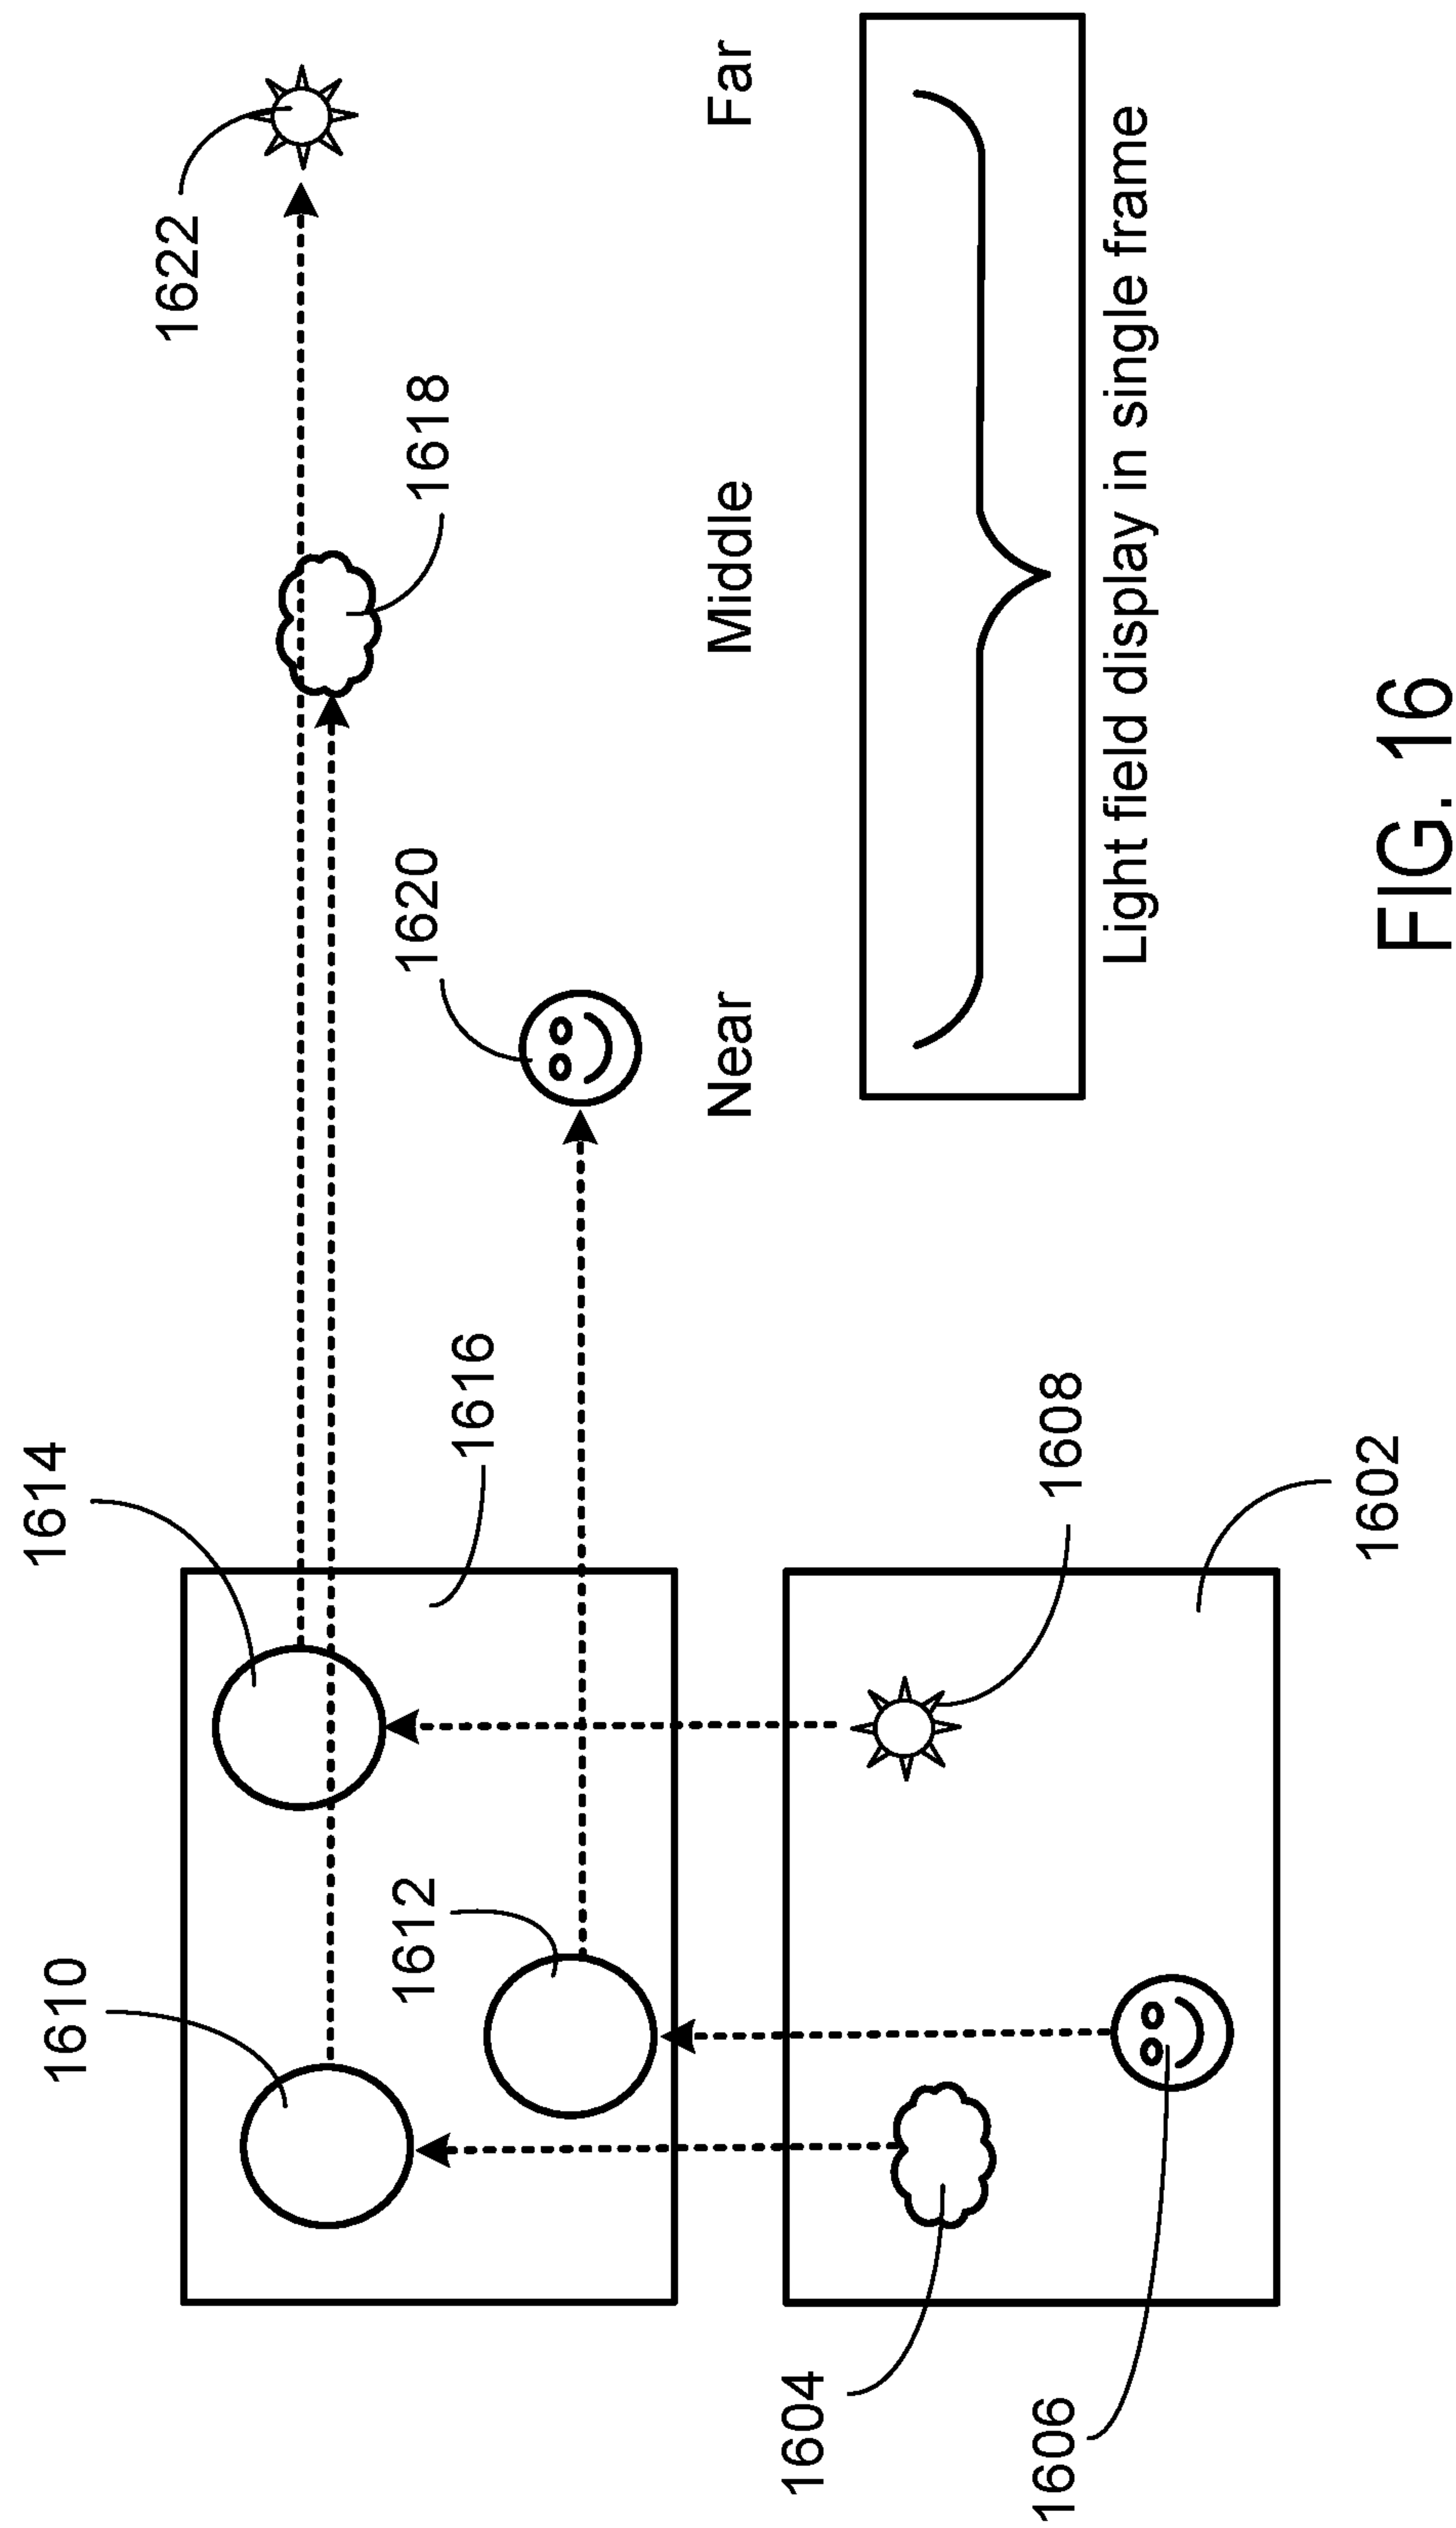 1610
1614
1622
1612
1616
1620
1618
Near
Middle
Far
1604
1606
1608
Light field display in single frame
1602
FIG. 16